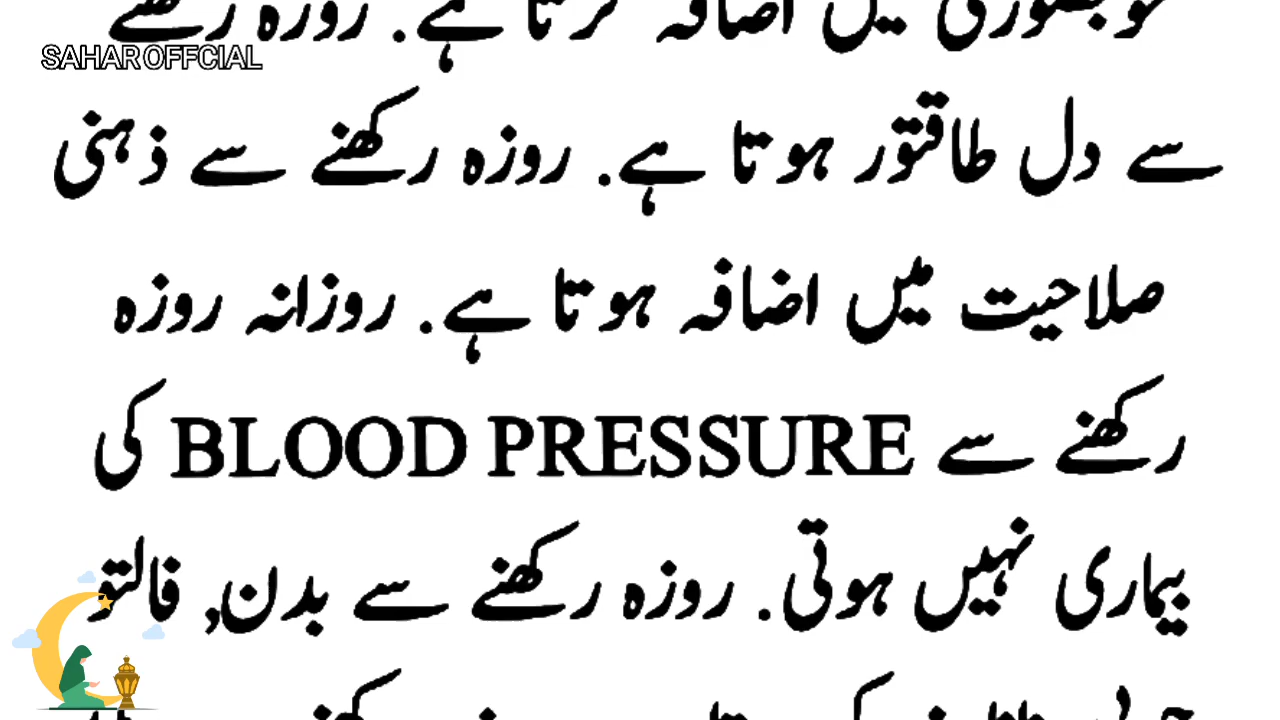 خوبصورتی میں اضافہ کرتا ہے. روزہ رکھنے
SAHAR OFFCIAL
سے دل طاقتور ہوتا ہے. روزہ رکھنے سے ذہنی
صلاحیت میں اضافہ ہوتا ہے. روزانہ روزہ
رکھنے سے BLOOD PRESSURE کی
بیماری نہیں ہوتی. روزہ رکھنے سے بدن, فالتو